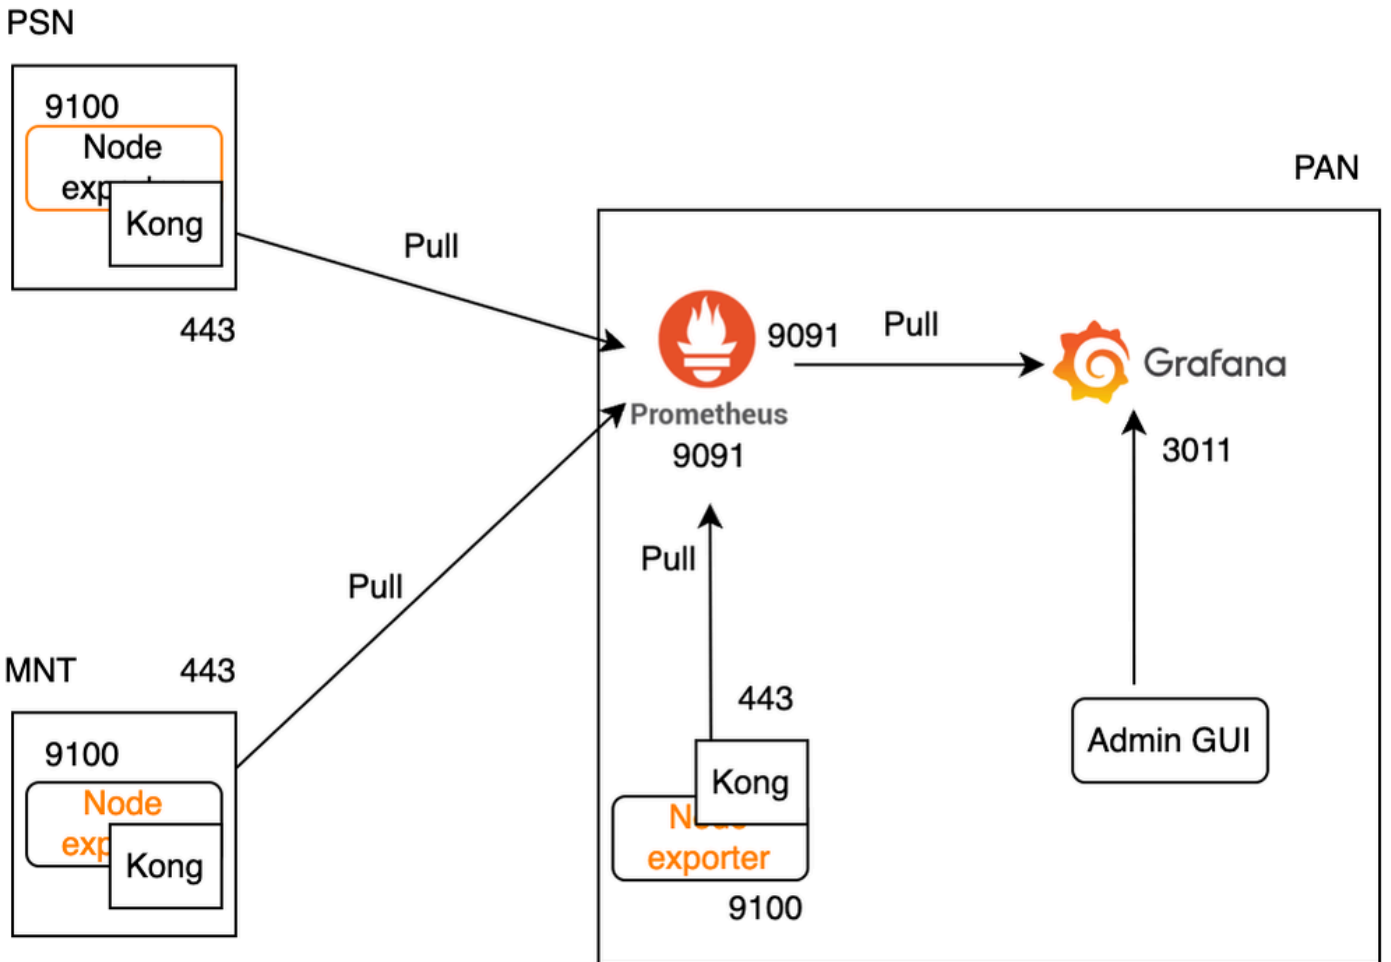 PSN
9100
Node
Kong
443
Pull
PAN
9091
Pull
Grafana
Prometheus
9091
3011
Pull
Pull
MNT
443
9100
Node
Kong
443
Kong
exporter
9100
Admin GUI